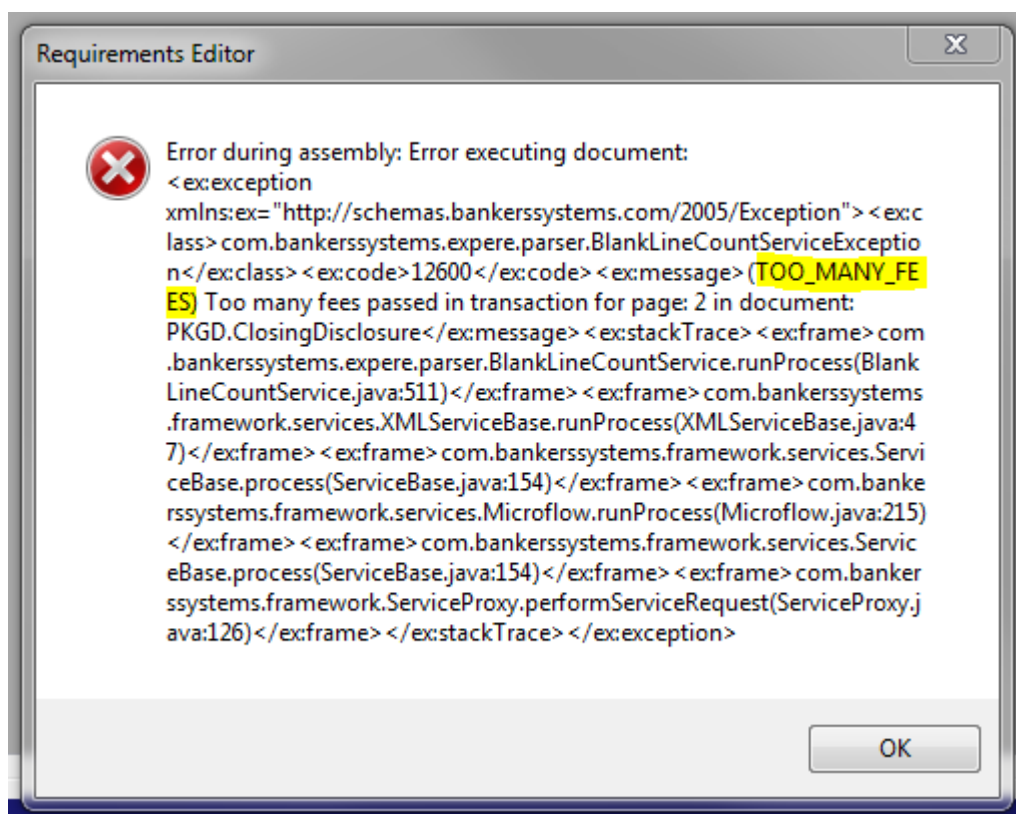 Requirements Editor
Error during assembly: Error executing document:
<ex:exception
xmlns:ex="http://schemas.bankerssystems.com/2005/Exception"><ex:c
lass>com.bankerssystems.expere.parser.BlankLineCountServiceExceptio
n</ex:class><ex:code>12600</ex:code><ex:message>(TOO_MANY_FE
ES) Too many fees passed in transaction for page: 2 in document:
PKGD.ClosingDisclosure</ex:message><ex:stackTrace><ex:frame>com
.bankerssystems.expere.parser.BlankLineCountService.runProcess(Blank
LineCountService.java:511)</ex:frame><ex:frame>com.bankerssystems
.framework.services.XMLServiceBase.runProcess(XMLServiceBase.java:4
7)</ex:frame><ex:frame>com.bankerssystems.framework.services.Servi
ceBase.process(ServiceBase.java:154)</ex:frame><ex:frame>com.banke
rssystems.framework.services.Microflow.runProcess(Microflow.java:215)
</ex:frame><ex:frame>com.bankerssystems.framework.services.Servic
eBase.process(ServiceBase.java:154)</ex:frame><ex:frame>com.banker
ssystems.framework.ServiceProxy.performServiceRequest(ServiceProxy.j
ava:126)</ex:frame></ex:stackTrace></ex:exception>
OK